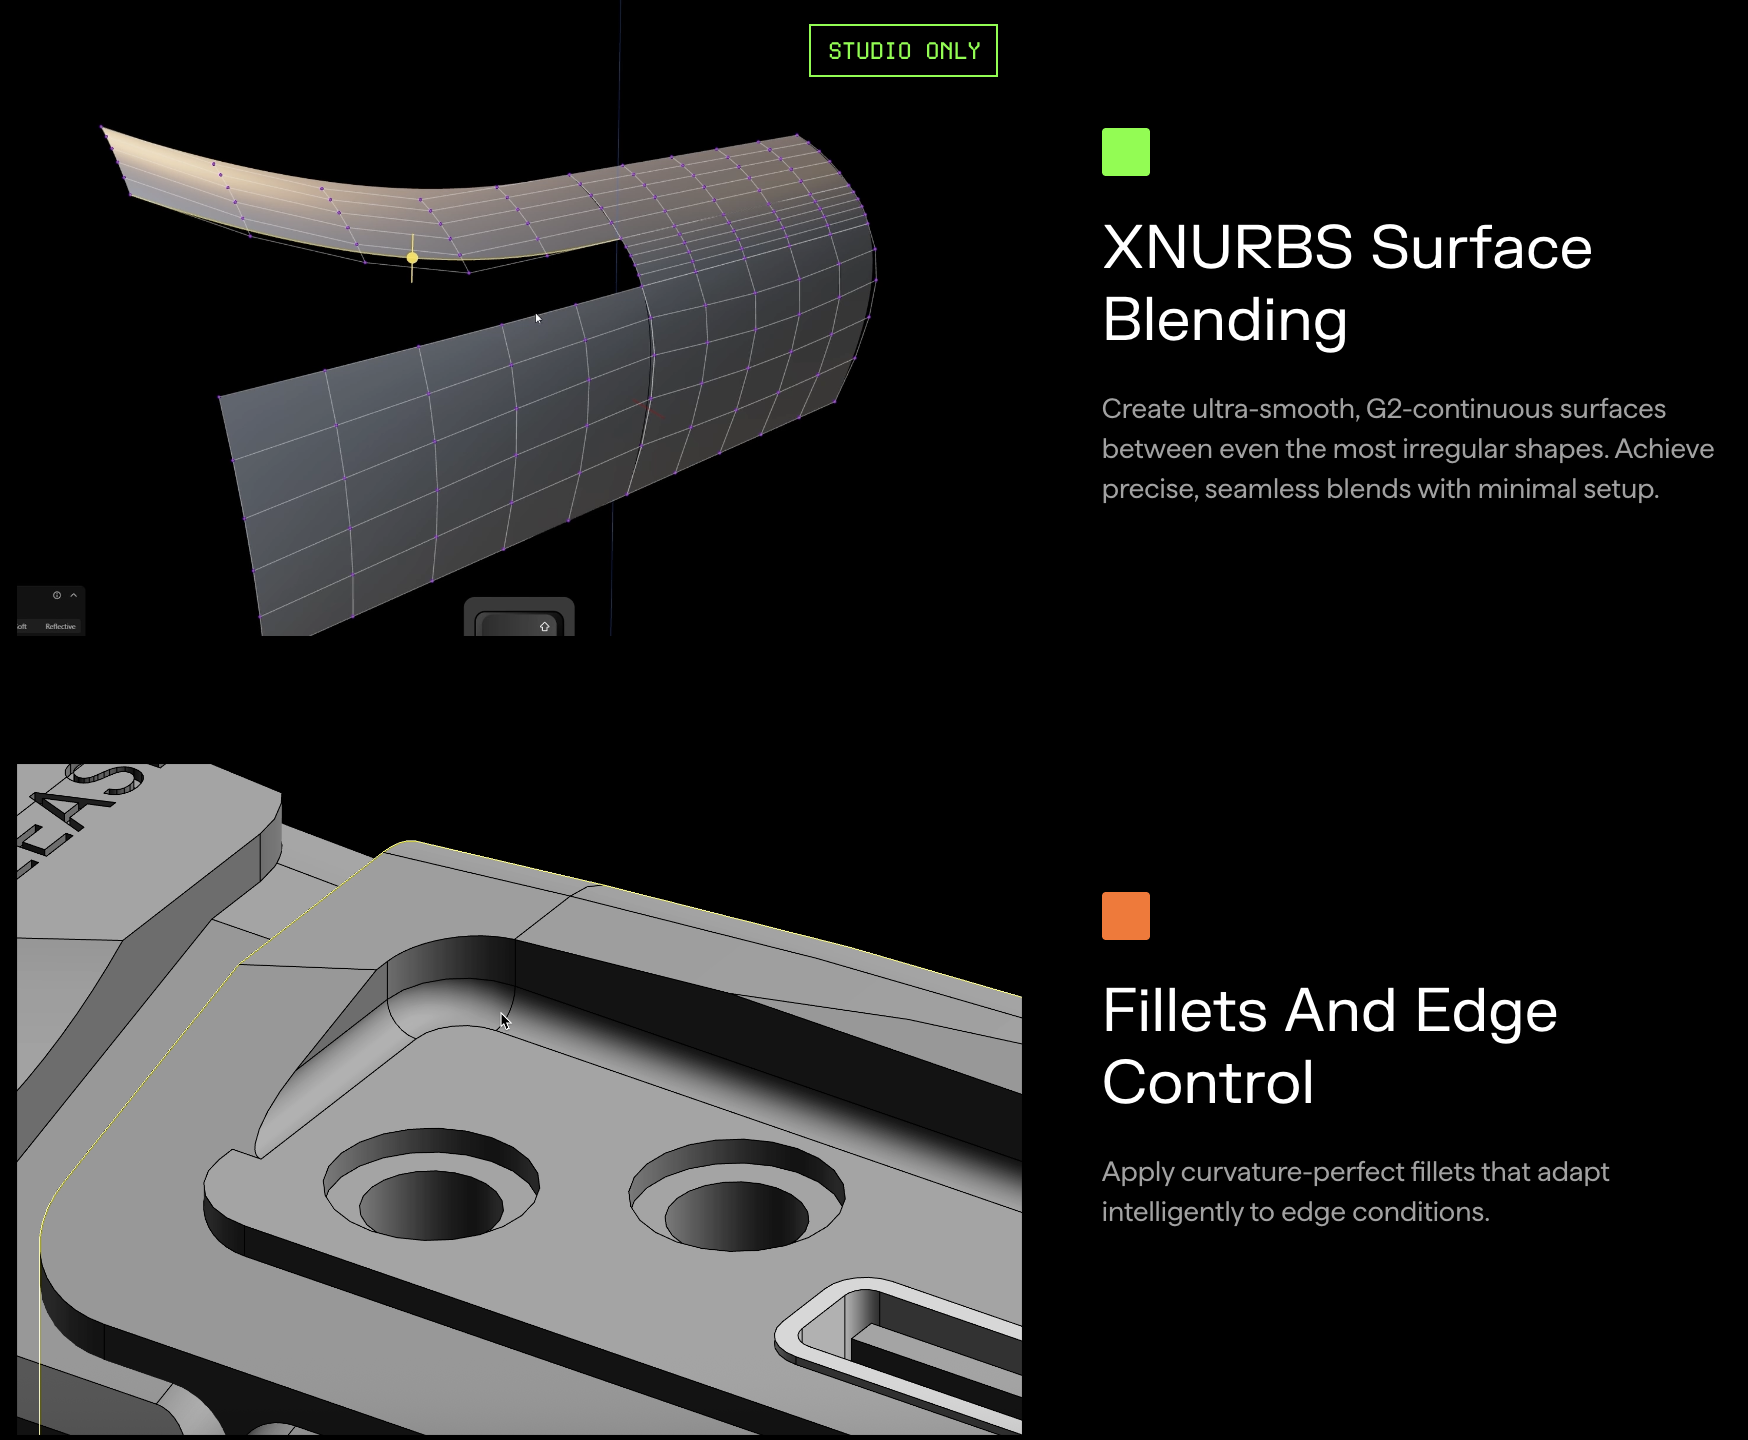 STUDIO ONLY
XNURBS Surface
Blending
Create ultra-smooth, G2-continuous surfaces
between even the most irregular shapes. Achieve
precise, seamless blends with minimal setup.
Reflective
Fillets And Edge
Control
Apply curvature-perfect fillets that adapt
intelligently to edge conditions.